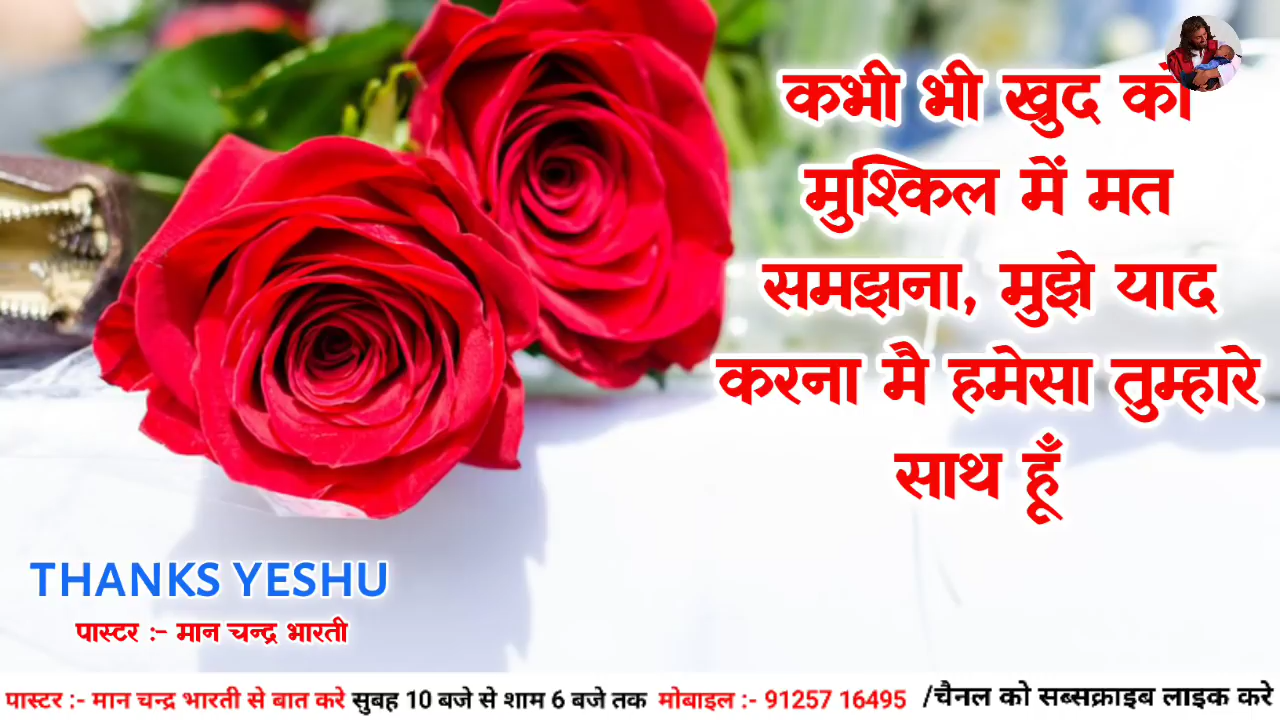 कभी भी खुद को
मुश्किल में मत
समझना, मुझे याद
करना मै हमेसा तुम्हारे
साथ हूँ
THANKS YESHU
पास्टर :- मान चन्द्र भारती
पास्टर :- मान चन्द्र भारती से बात करे सुबह 10 बजे से शाम 6 बजे तक मोबाइल :- 91257 16495 /चैनल को सब्सक्राइब लाइक करे